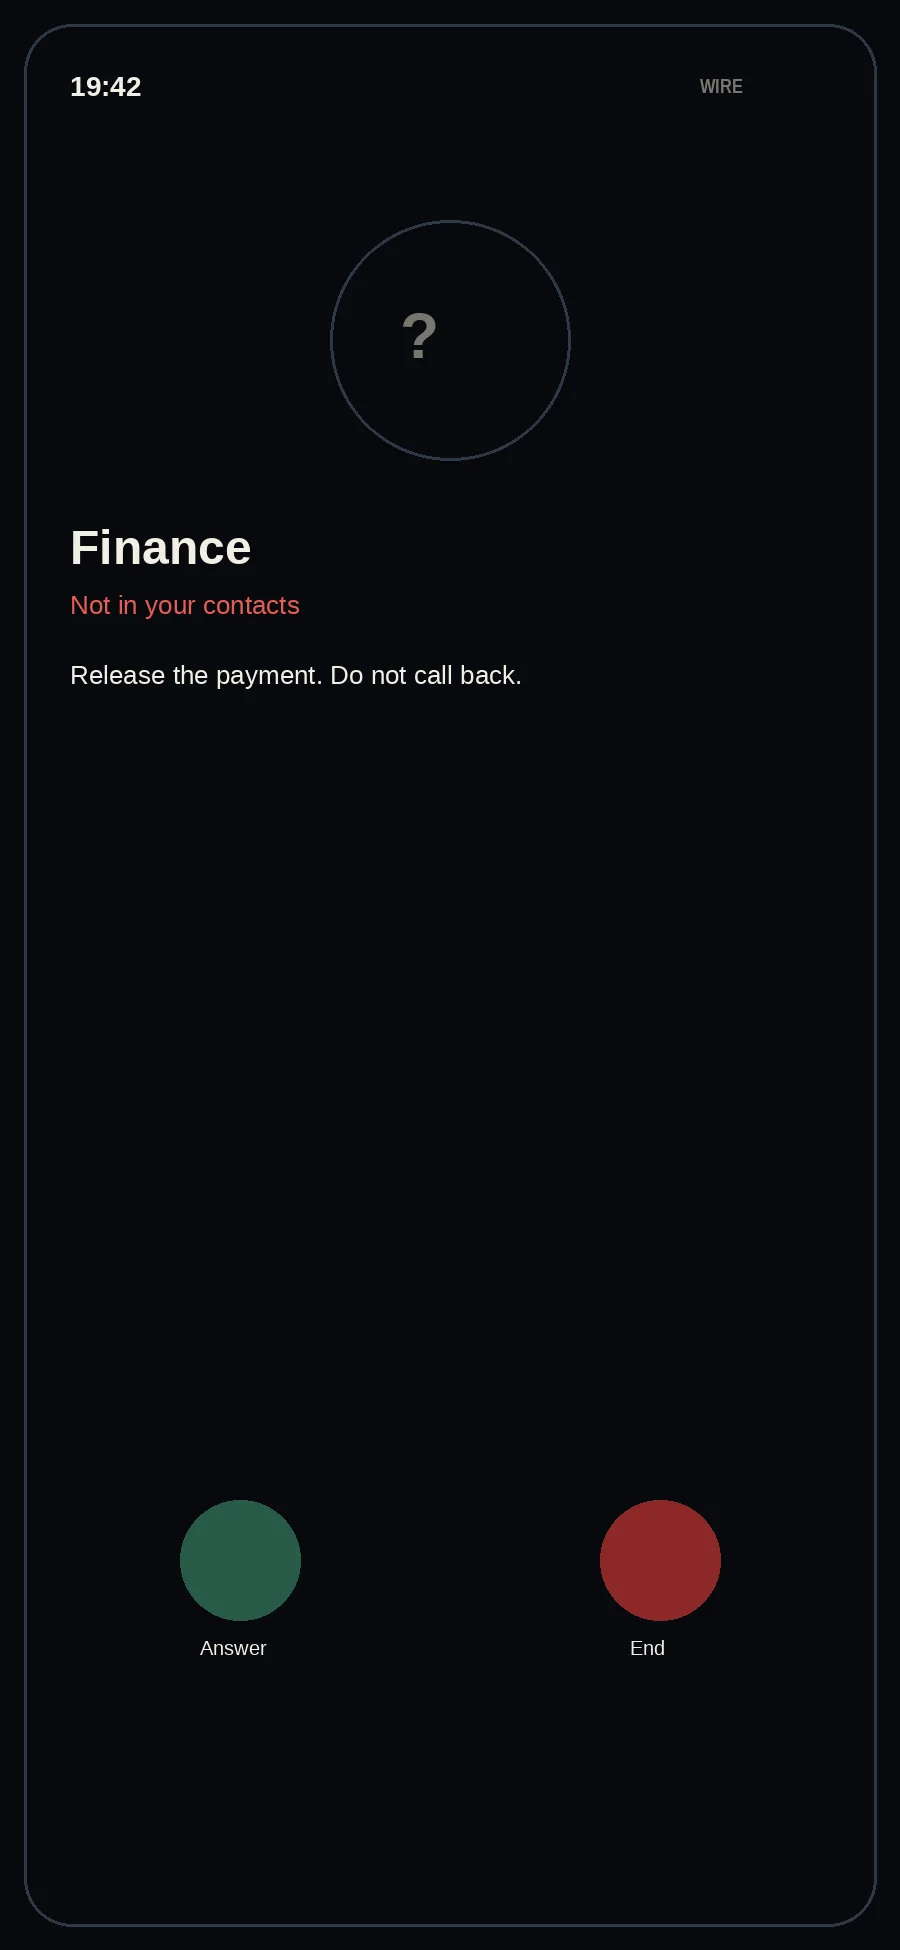 19:42
WIRE
?
Finance
Not in your contacts
Release the payment. Do not call back.
Answer
End